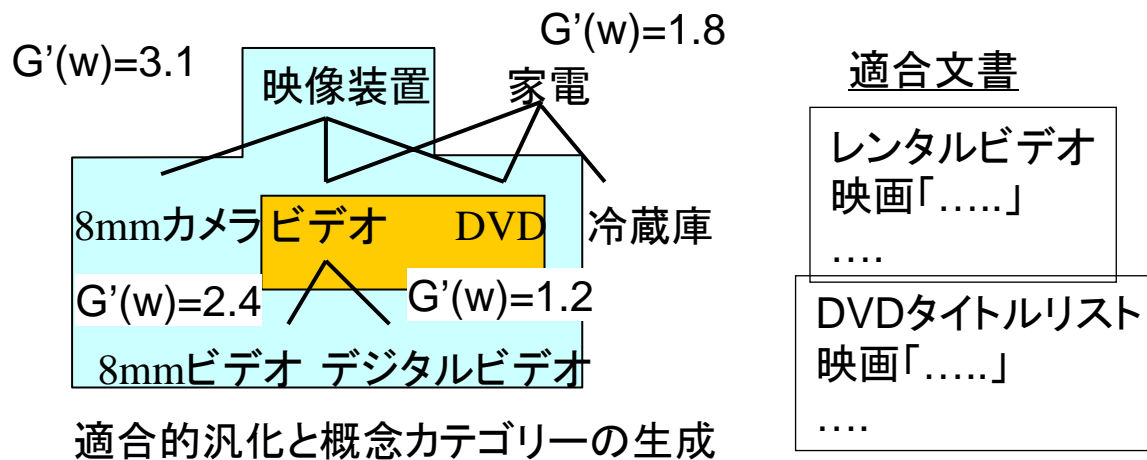 G’(w)=3.1
G’(w)=1.8
映像装置
家電
8mmカメラ
ビデオ
DVD
冷蔵庫
G’(w)=2.4
G’(w)=1.2
8mmビデオ
デジタルビデオ
適合的汎化と概念カテゴリーの生成
適合文書
レンタルビデオ
映画「…..」
….
DVDタイトルリスト
映画「…..」
….